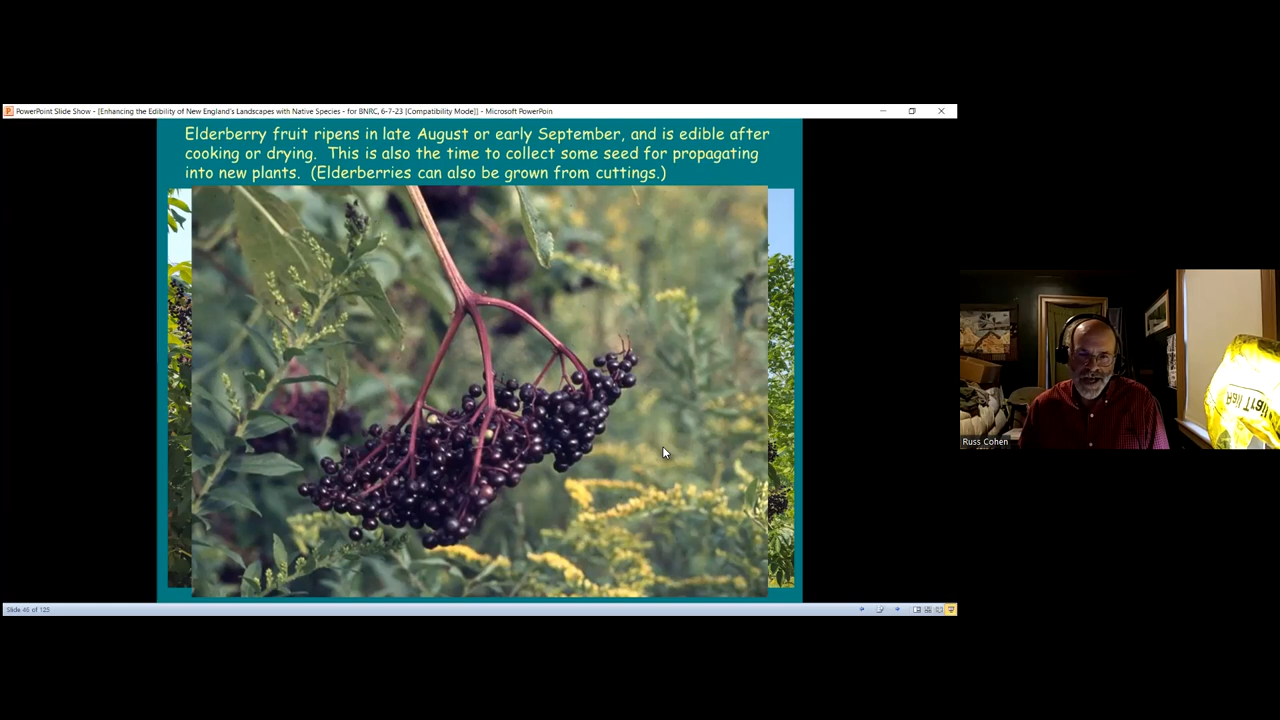 PowerPoint Slide Show - [Enhancing the Edibility of New England's Landscapes with Native Species - for BNRC, 6-7-23 [Compatibility Mode]] - Microsoft PowerPoin
Elderberry fruit ripens in late August or early September, and is edible after
cooking or drying. This is also the time to collect some seed for propagating
into new plants. (Elderberries can also be grown from cuttings.)
Russ Cohen
Slide 46 of 125